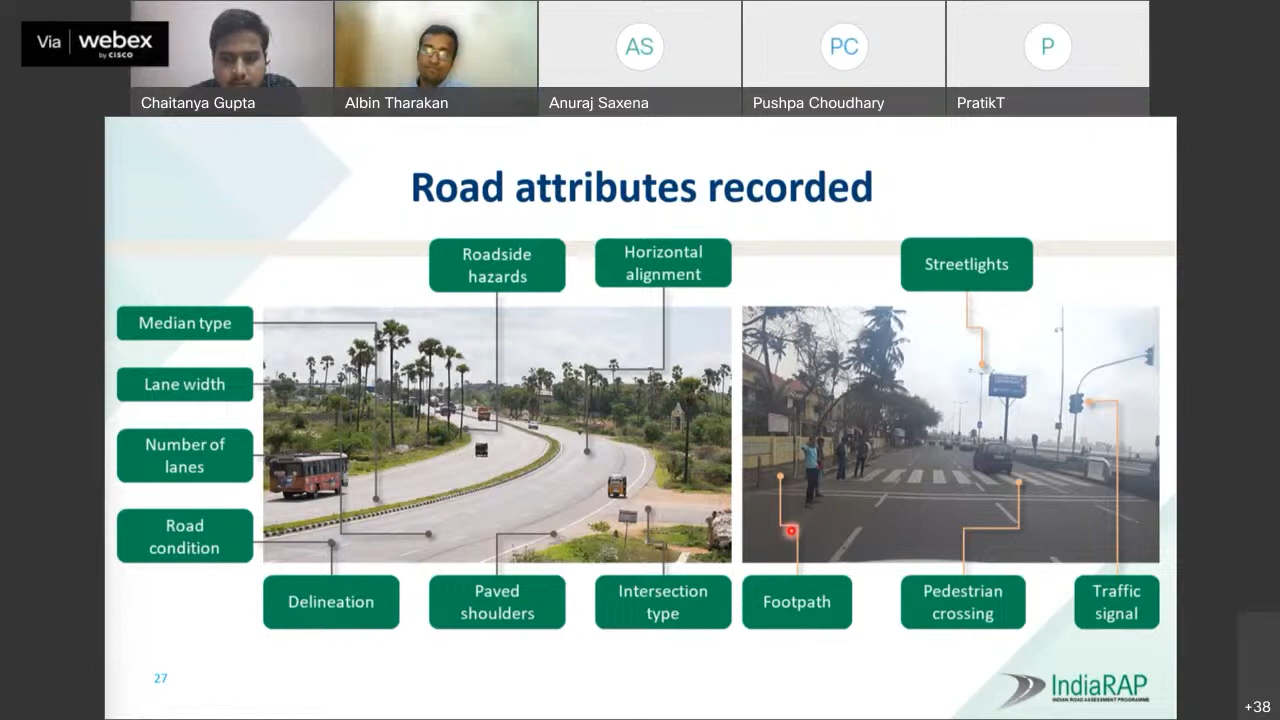 Via webex
by CISCO
Chaitanya Gupta
Albin Tharakan
AS
Anuraj Saxena
PC
Pushpa Choudhary
P
PratikT
Road attributes recorded
Roadside
hazards
Horizontal
alignment
Streetlights
Median type
Lane width
Number of
lanes
Road
condition
Delineation
Paved
shoulders
Intersection
type
Footpath
Pedestrian
crossing
Traffic
signal
27
IndiaRAP
INDIAN ROAD ASSESSMENT PROGRAMME
+38